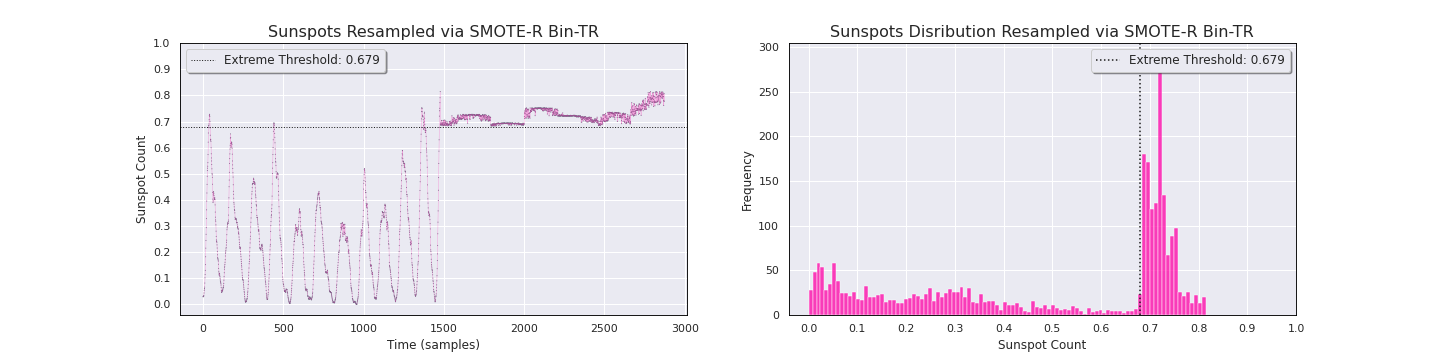 Sunspots Resampled via SMOTE-R Bin-TR
Extreme Threshold: 0.679
1.0
0.9
0.8
0.7
0.6
0.5
0.4
0.3
0.2
0.1
0.0
Sunspot Count
0 500 1000 1500 2000 2500 3000
Time (samples)
Sunspots Disribution Resampled via SMOTE-R Bin-TR
Extreme Threshold: 0.679
300
250
200
150
100
50
0
Frequency
0.0 0.1 0.2 0.3 0.4 0.5 0.6 0.7 0.8 0.9 1.0
Sunspot Count